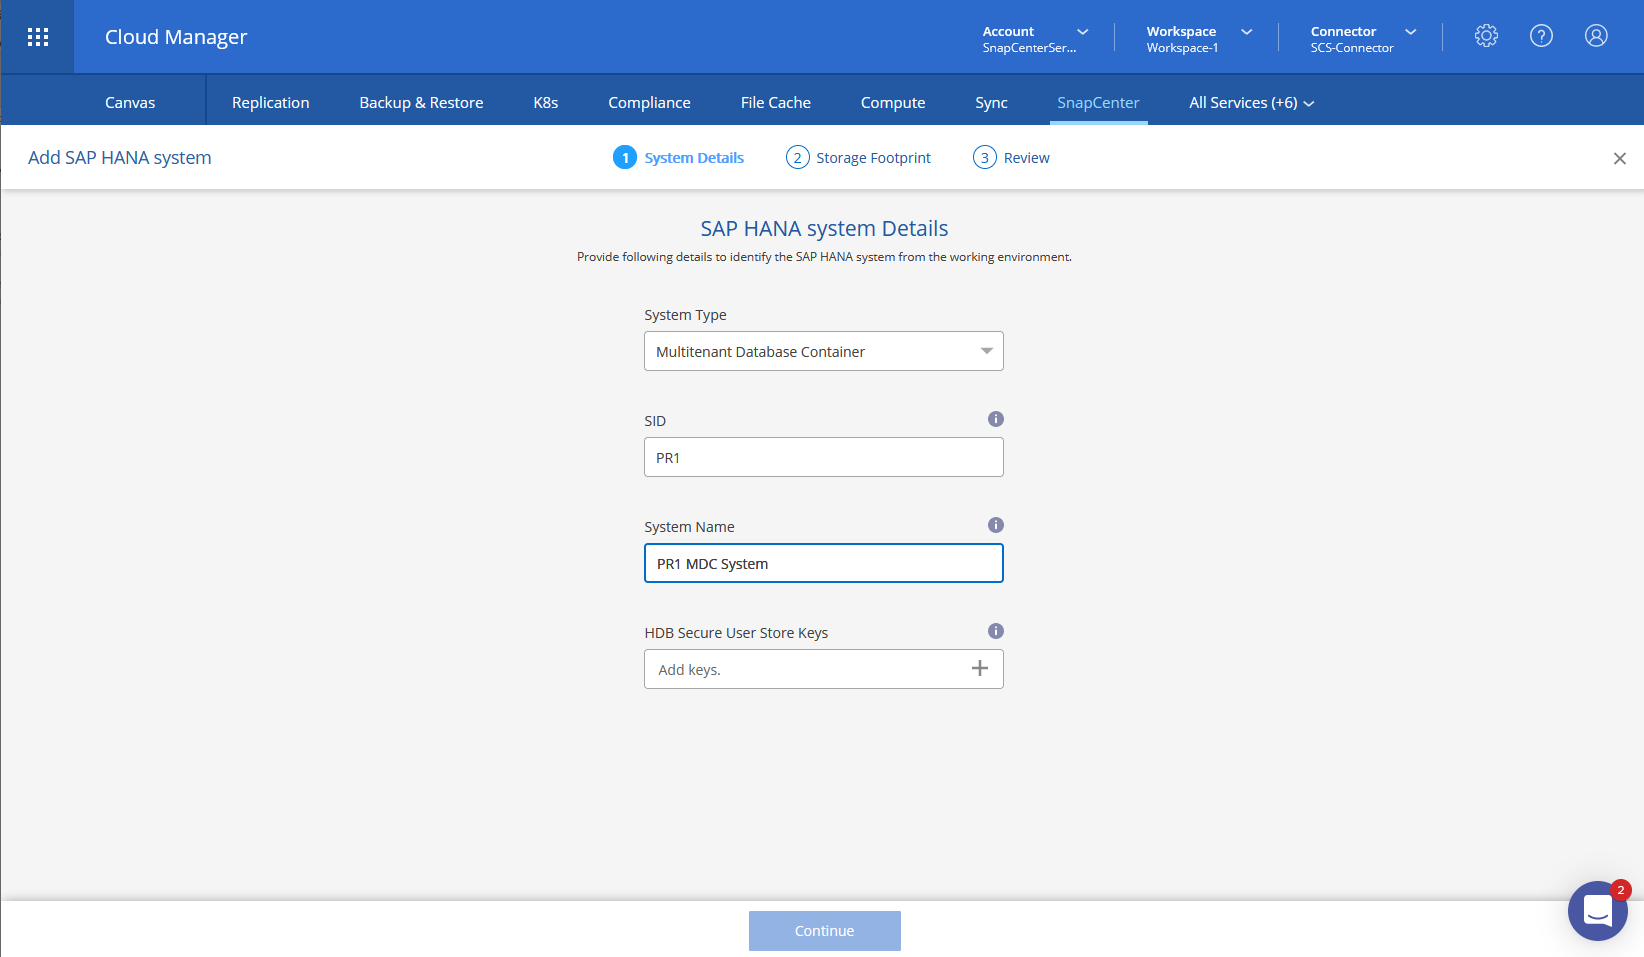 Cloud Manager
Account
SnapCenterSer...
Workspace
Workspace-1
Connector
SCS-Connector
?
Canvas
Replication
Backup & Restore
K8s
Compliance
File Cache
Compute
Sync
SnapCenter
All Services (+6)
Add SAP HANA system
1 System Details
2 Storage Footprint
3 Review
SAP HANA system Details
Provide following details to identify the SAP HANA system from the working environment.
System Type
Multitenant Database Container
SID
i
PR1
System Name
i
PR1 MDC System
HDB Secure User Store Keys
i
Add keys.
2
Continue